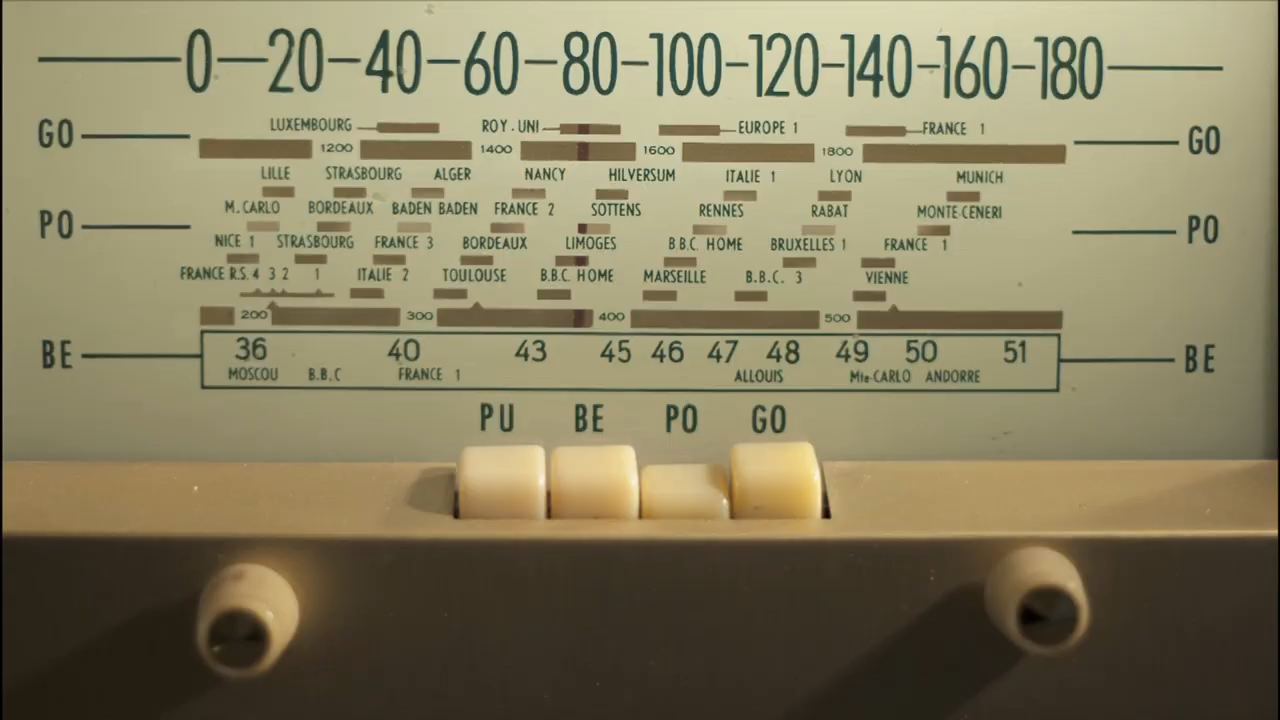 0 20 40 60 80 100 120 140 160 180
LUXEMBOURG ROY.UNI EUROPE 1 FRANCE 1
GO 1200 1400 1600 1800 GO
LILLE STRASBOURG ALGER NANCY HILVERSUM ITALIE 1 LYON MUNICH
M.CARLO BORDEAUX BADEN BADEN FRANCE 2 SOTTENS RENNES RABAT MONTE-CENERI
PO PO
NICE 1 STRASBOURG FRANCE 3 BORDEAUX LIMOGES B.B.C. HOME BRUXELLES 1 FRANCE 1
FRANCE R.S. 4 3 2 1 ITALIE 2 TOULOUSE B.B.C. HOME MARSEILLE B.B.C. 3 VIENNE
200 300 400 500
BE 36 40 43 45 46 47 48 49 50 51 BE
MOSCOU B.B.C FRANCE 1 ALLOUIS Mte-CARLO ANDORRE
PU BE PO GO